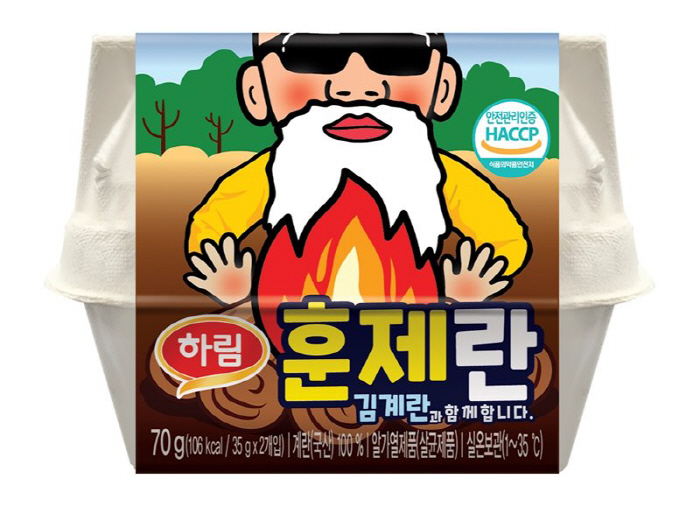 안전관리인증
HACCP
식품의약품안전처
하림
훈제란
김계란과 함께합니다.
70 g(106 kcal / 35 g x 2개입) | 계란(국산) 100 % | 알가열제품(살균제품) | 실온보관(1~35 ℃)